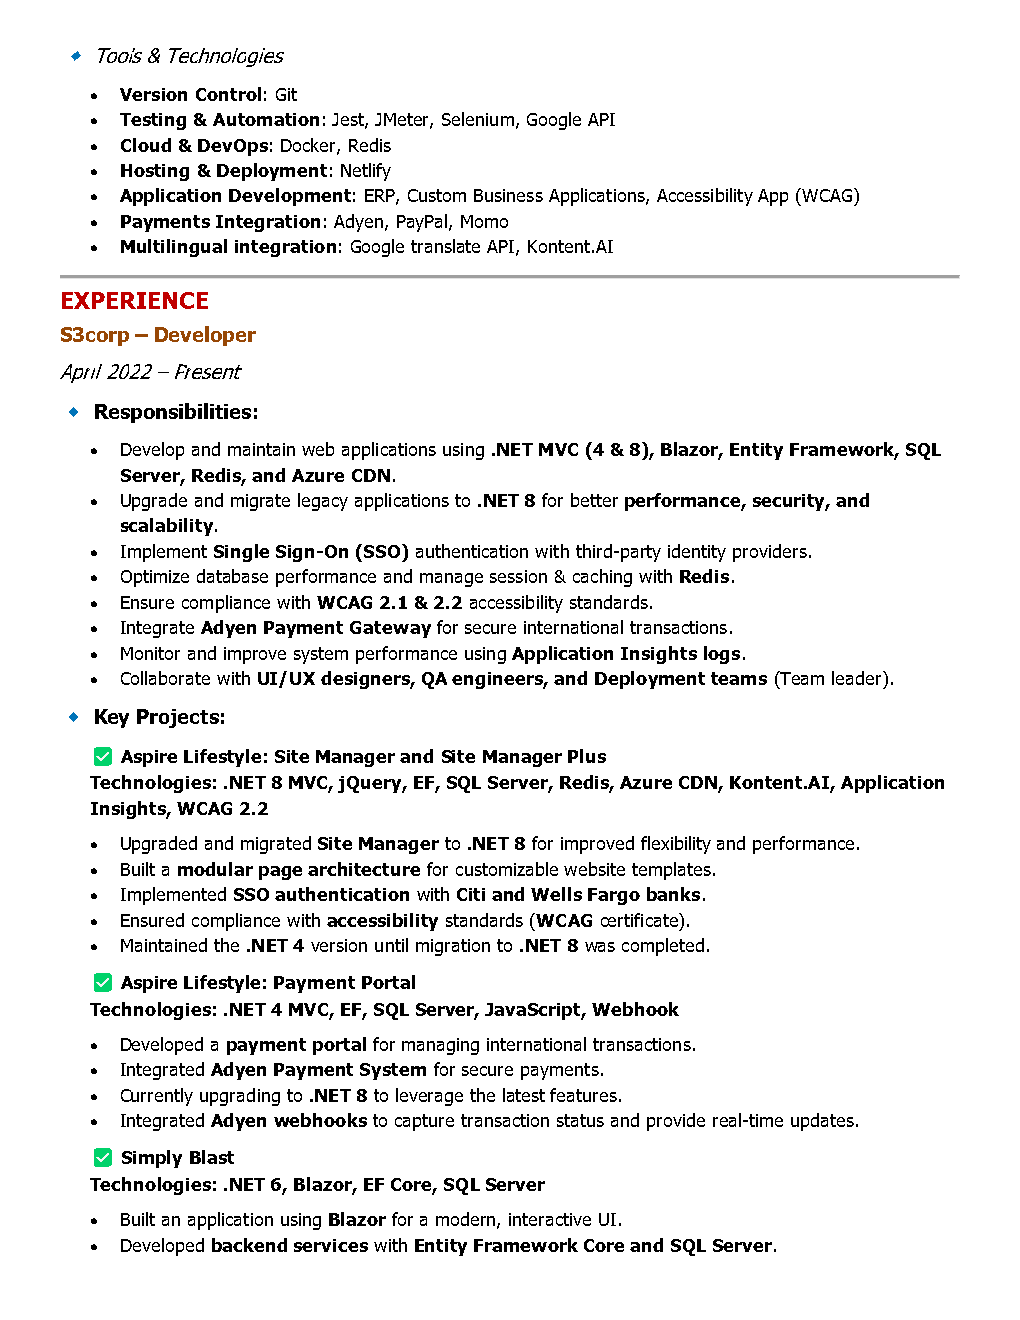 Tools & Technologies
Version Control: Git
Testing & Automation: Jest, JMeter, Selenium, Google API
Cloud & DevOps: Docker, Redis
Hosting & Deployment: Netlify
Application Development: ERP, Custom Business Applications, Accessibility App (WCAG)
Payments Integration: Adyen, PayPal, Momo
Multilingual integration: Google translate API, Kontent.AI
EXPERIENCE
S3corp – Developer
April 2022 – Present
Responsibilities:
Develop and maintain web applications using .NET MVC (4 & 8), Blazor, Entity Framework, SQL
Server, Redis, and Azure CDN.
Upgrade and migrate legacy applications to .NET 8 for better performance, security, and
scalability.
Implement Single Sign-On (SSO) authentication with third-party identity providers.
Optimize database performance and manage session & caching with Redis.
Ensure compliance with WCAG 2.1 & 2.2 accessibility standards.
Integrate Adyen Payment Gateway for secure international transactions.
Monitor and improve system performance using Application Insights logs.
Collaborate with UI/UX designers, QA engineers, and Deployment teams (Team leader).
Key Projects:
Aspire Lifestyle: Site Manager and Site Manager Plus
Technologies: .NET 8 MVC, jQuery, EF, SQL Server, Redis, Azure CDN, Kontent.AI, Application
Insights, WCAG 2.2
Upgraded and migrated Site Manager to .NET 8 for improved flexibility and performance.
Built a modular page architecture for customizable website templates.
Implemented SSO authentication with Citi and Wells Fargo banks.
Ensured compliance with accessibility standards (WCAG certificate).
Maintained the .NET 4 version until migration to .NET 8 was completed.
Aspire Lifestyle: Payment Portal
Technologies: .NET 4 MVC, EF, SQL Server, JavaScript, Webhook
Developed a payment portal for managing international transactions.
Integrated Adyen Payment System for secure payments.
Currently upgrading to .NET 8 to leverage the latest features.
Integrated Adyen webhooks to capture transaction status and provide real-time updates.
Simply Blast
Technologies: .NET 6, Blazor, EF Core, SQL Server
Built an application using Blazor for a modern, interactive UI.
Developed backend services with Entity Framework Core and SQL Server.